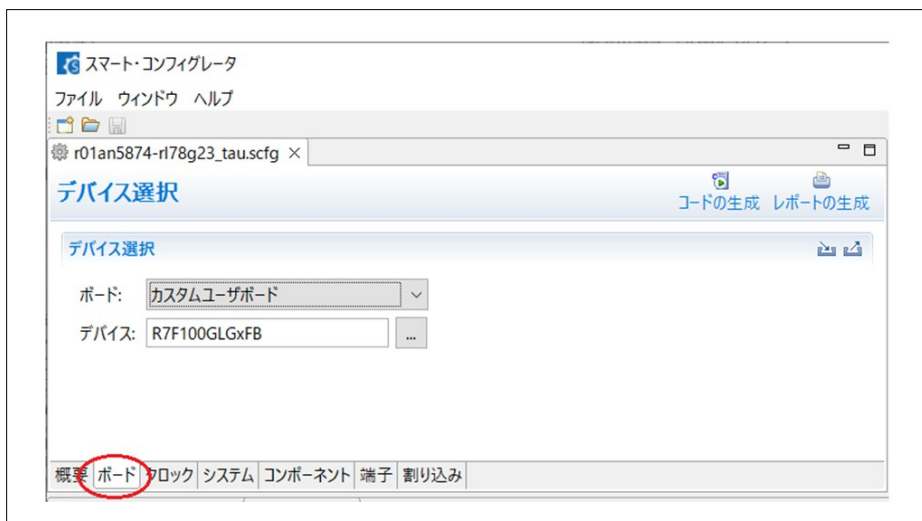 スマート・コンフィグレータ
ファイル ウィンドウ ヘルプ
r01an5874-rl78g23_tau.scfg ×
デバイス選択
コードの生成 レポートの生成
デバイス選択
ボード: カスタムユーザボード
デバイス: R7F100GLGxFB ...
概要 ボード クロック システム コンポーネント 端子 割り込み